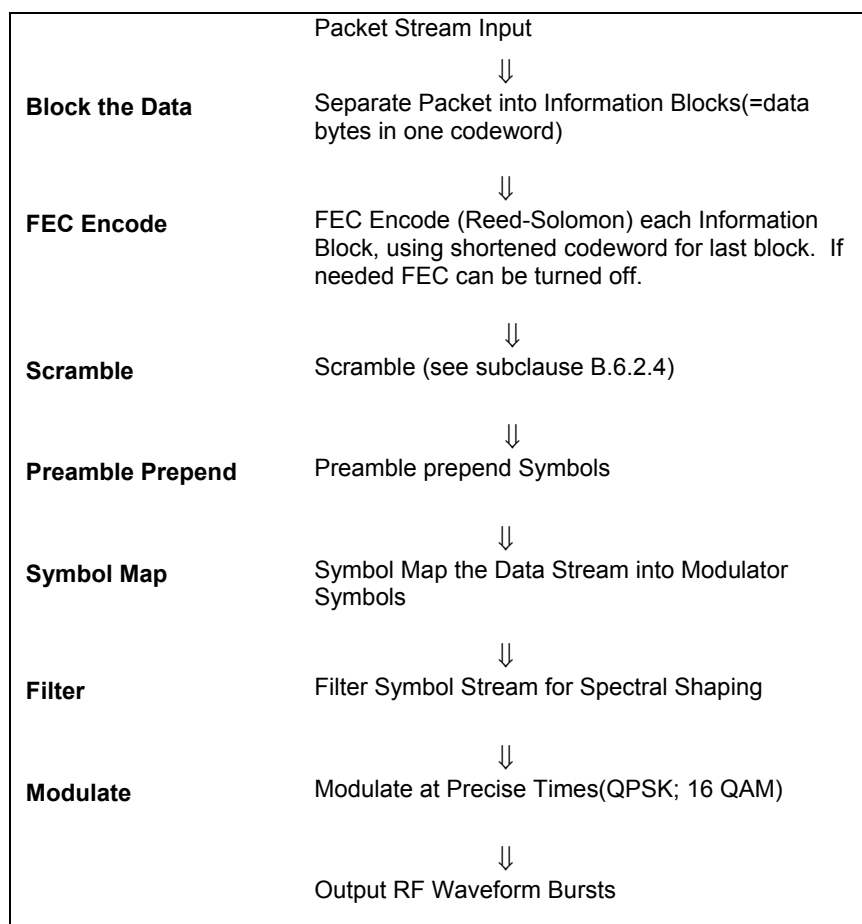 Packet Stream Input
⇓
Block the Data Separate Packet into Information Blocks(=data
bytes in one codeword)
⇓
FEC Encode FEC Encode (Reed-Solomon) each Information
Block, using shortened codeword for last block. If
needed FEC can be turned off.
⇓
Scramble Scramble (see subclause B.6.2.4)
⇓
Preamble Prepend Preamble prepend Symbols
⇓
Symbol Map Symbol Map the Data Stream into Modulator
Symbols
⇓
Filter Filter Symbol Stream for Spectral Shaping
⇓
Modulate Modulate at Precise Times(QPSK; 16 QAM)
⇓
Output RF Waveform Bursts